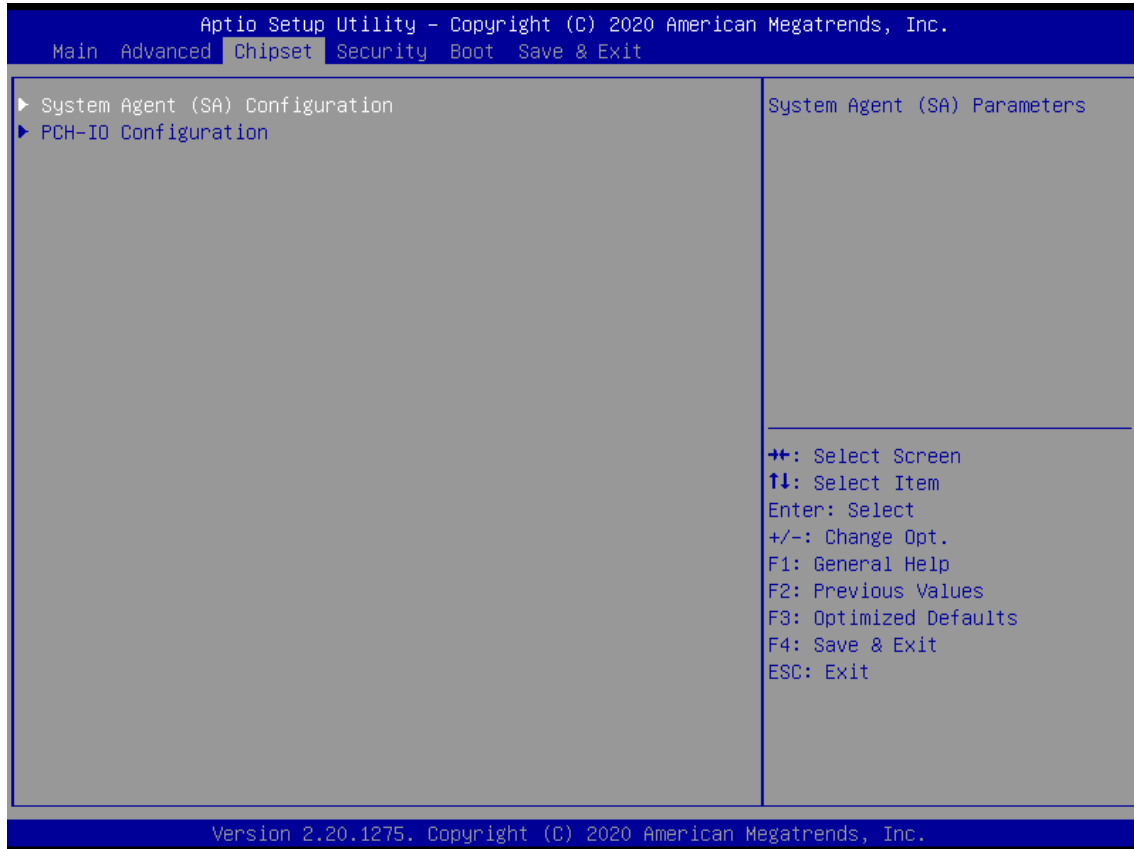 Aptio Setup Utility – Copyright (C) 2020 American Megatrends, Inc.
Main Advanced Chipset Security Boot Save & Exit
▶ System Agent (SA) Configuration
▶ PCH-IO Configuration
System Agent (SA) Parameters
→←: Select Screen
↑↓: Select Item
Enter: Select
+/-: Change Opt.
F1: General Help
F2: Previous Values
F3: Optimized Defaults
F4: Save & Exit
ESC: Exit
Version 2.20.1275. Copyright (C) 2020 American Megatrends, Inc.